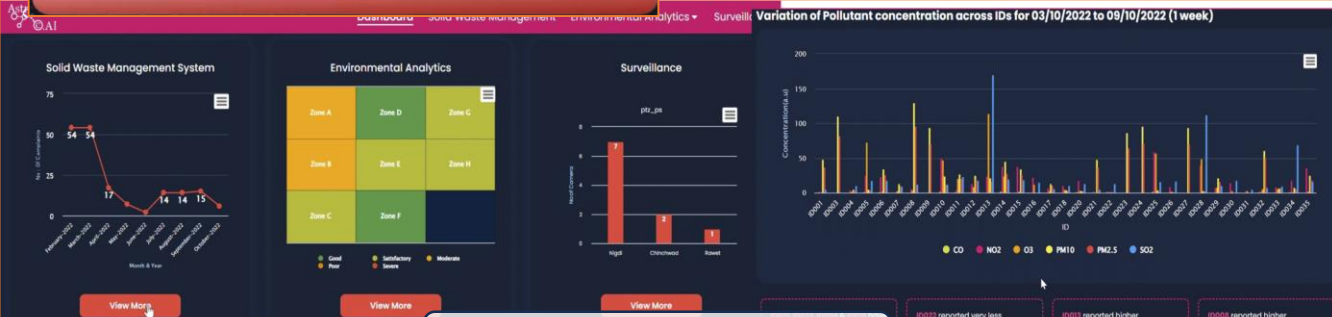 Dashboard Solid Waste Management Environmental Analytics Surveill
Solid Waste Management System
75
50
25
0
No. Of Complaints
54
54
17
14
14
15
February-2022
March-2022
April-2022
May-2022
June-2022
July-2022
August-2022
September-2022
October-2022
Month & Year
View More
Environmental Analytics
Zone A
Zone D
Zone G
Zone B
Zone E
Zone H
Zone C
Zone F
Good
Satisfactory
Moderate
Poor
Severe
View More
Surveillance
ptz_ps
No.of Camera
8
6
4
2
0
7
2
1
Nigdi
Chinchwad
Rawet
View More
Variation of Pollutant concentration across IDs for 03/10/2022 to 09/10/2022 (1 week)
Concentration(a.u)
200
150
100
50
0
ID001
ID003
ID004
ID005
ID006
ID007
ID008
ID009
ID010
ID011
ID012
ID013
ID014
ID015
ID016
ID017
ID018
ID020
ID021
ID022
ID023
ID024
ID025
ID026
ID027
ID028
ID029
ID030
ID031
ID032
ID033
ID034
ID035
ID
CO NO2 O3 PM10 PM2.5 SO2
ID022 reported very less
ID013 reported higher
ID008 reported higher